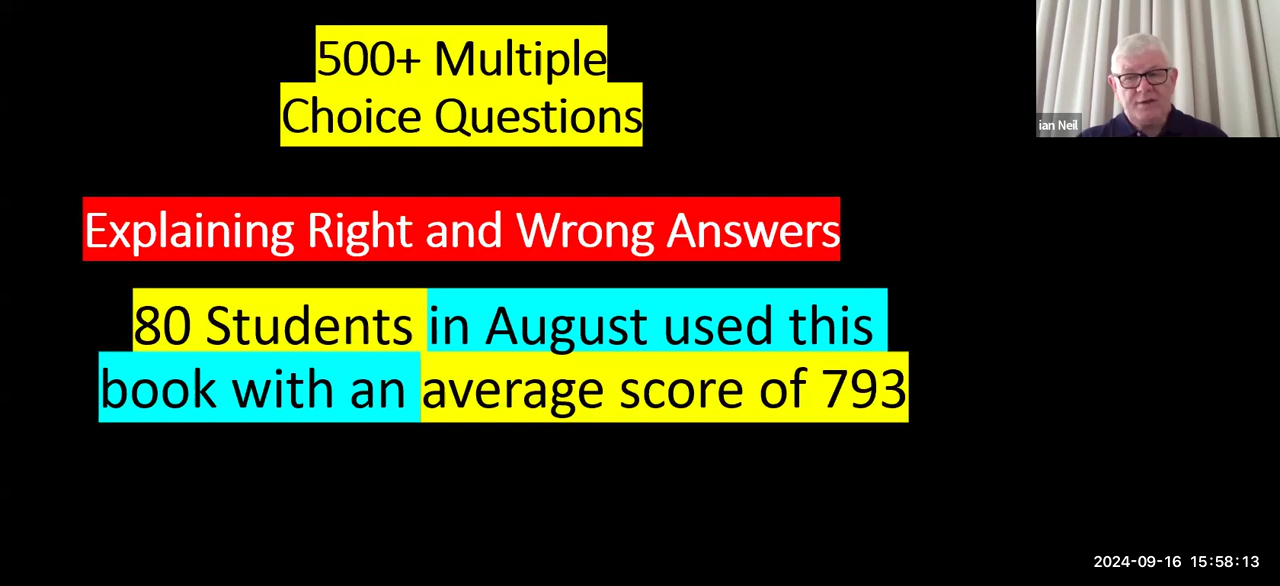 500+ Multiple
Choice Questions
ian Neil
Explaining Right and Wrong Answers
80 Students in August used this
book with an average score of 793
2024-09-16 15:58:13